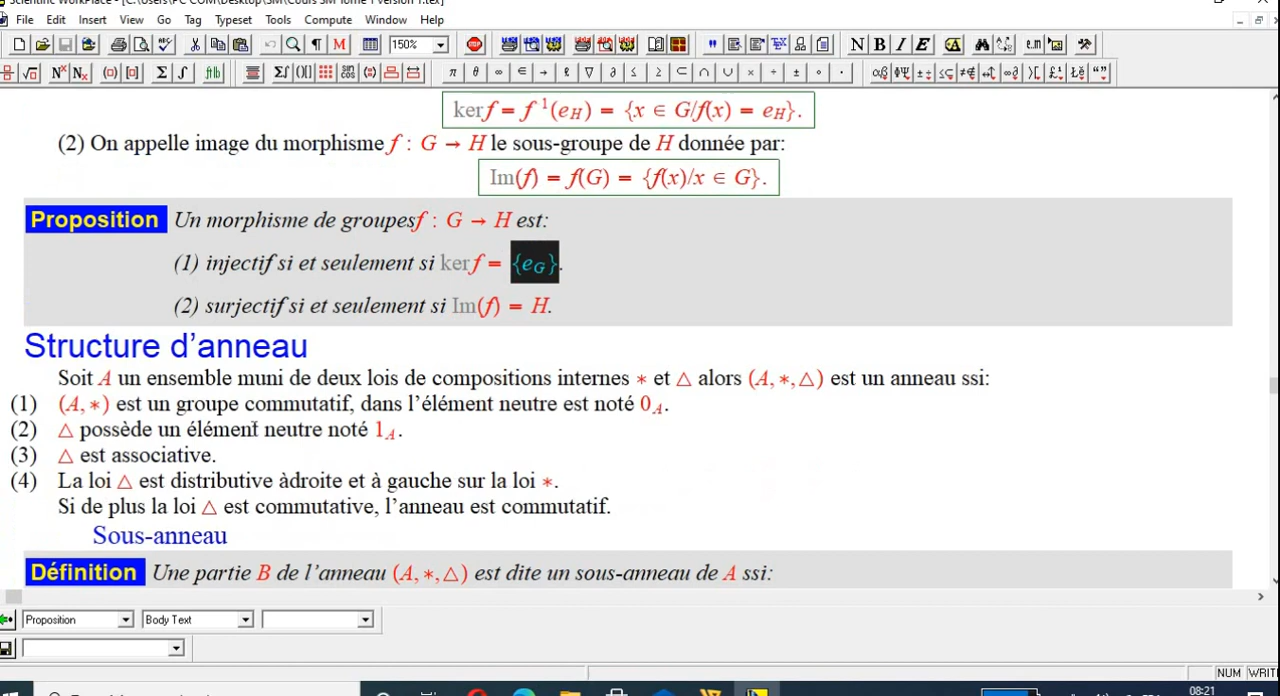 Scientific WorkPlace - [C:\Users\PC COM\Desktop\SM\Cours SM Tome 1 version 1.tex]
File Edit Insert View Go Tag Typeset Tools Compute Window Help
150%
ker f = f ¹(e_H) = {x ∈ G/f(x) = e_H}.
(2) On appelle image du morphisme f : G → H le sous-groupe de H donnée par:
Im(f) = f(G) = {f(x)/x ∈ G}.
Proposition Un morphisme de groupesf : G → H est:
(1) injectif si et seulement si ker f = {e_G}.
(2) surjectif si et seulement si Im(f) = H.
Structure d'anneau
Soit A un ensemble muni de deux lois de compositions internes * et △ alors (A,*,△) est un anneau ssi:
(1) (A,*) est un groupe commutatif, dans l'élément neutre est noté 0_A.
(2) △ possède un élément neutre noté 1_A.
(3) △ est associative.
(4) La loi △ est distributive àdroite et à gauche sur la loi *.
Si de plus la loi △ est commutative, l'anneau est commutatif.
Sous-anneau
Définition Une partie B de l'anneau (A,*,△) est dite un sous-anneau de A ssi:
Proposition Body Text
NUM WRIT
08:21